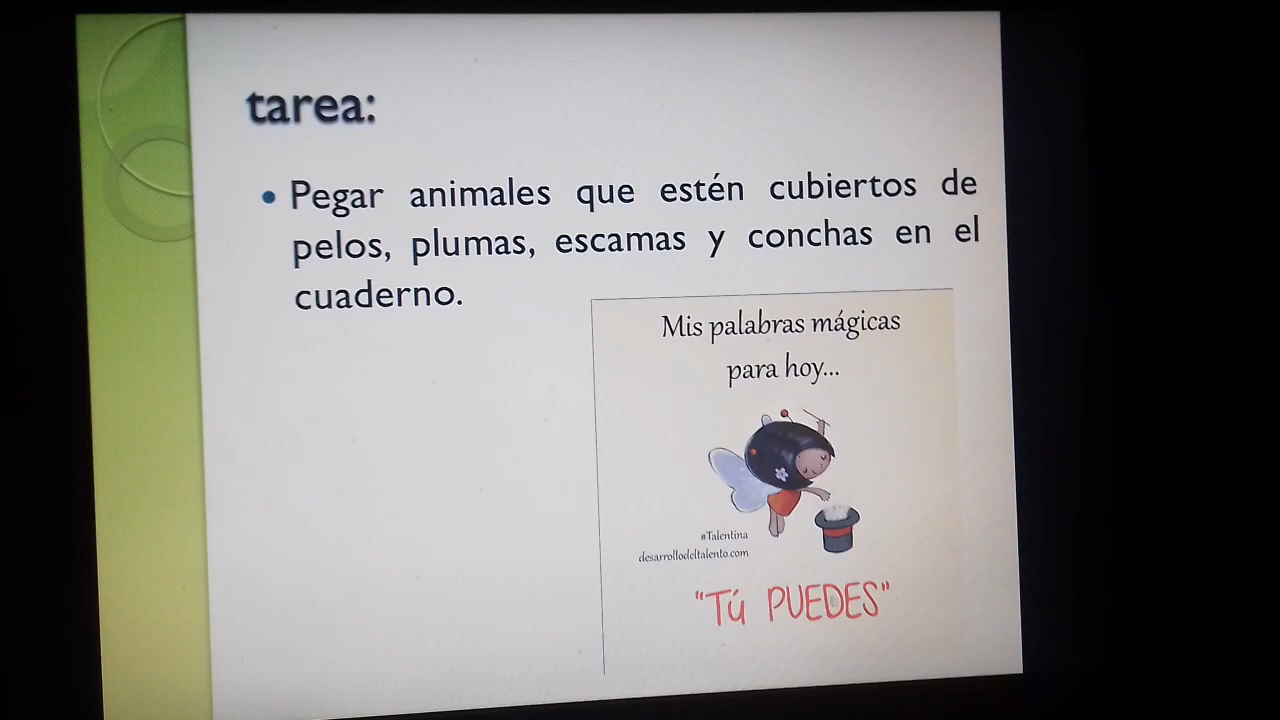 tarea:
• Pegar animales que estén cubiertos de
pelos, plumas, escamas y conchas en el
cuaderno.
Mis palabras mágicas
para hoy...
#Talentina
desarrollodeltalento.com
"Tú PUEDES"